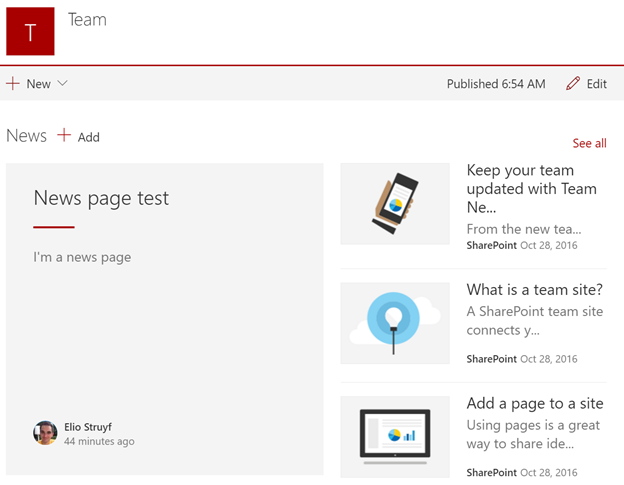 T
Team
New
Published 6:54 AM
Edit
News
Add
See all
News page test
I'm a news page
Elio Struyf
44 minutes ago
Keep your team
updated with Team
Ne...
From the new tea...
SharePoint Oct 28, 2016
What is a team site?
A SharePoint team site
connects y...
SharePoint Oct 28, 2016
Add a page to a site
Using pages is a great
way to share ide...
SharePoint Oct 28, 2016